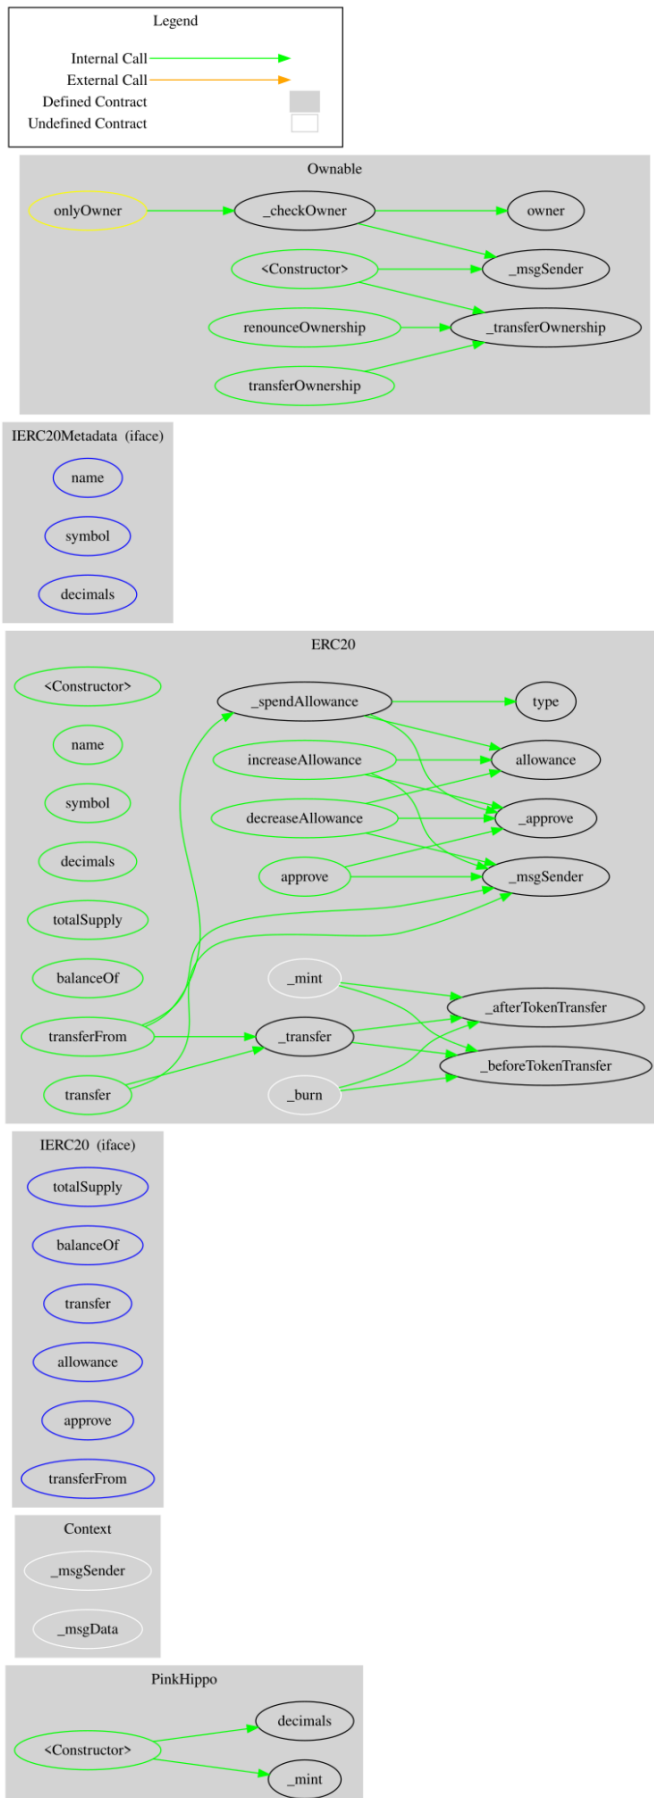 Legend
Internal Call
External Call
Defined Contract
Undefined Contract
Ownable
onlyOwner
_checkOwner
owner
<Constructor>
_msgSender
renounceOwnership
_transferOwnership
transferOwnership
IERC20Metadata  (iface)
name
symbol
decimals
ERC20
<Constructor>
_spendAllowance
type
name
increaseAllowance
allowance
symbol
decreaseAllowance
_approve
decimals
approve
_msgSender
totalSupply
balanceOf
_mint
_afterTokenTransfer
transferFrom
_transfer
_beforeTokenTransfer
transfer
_burn
IERC20  (iface)
totalSupply
balanceOf
transfer
allowance
approve
transferFrom
Context
_msgSender
_msgData
PinkHippo
decimals
<Constructor>
_mint